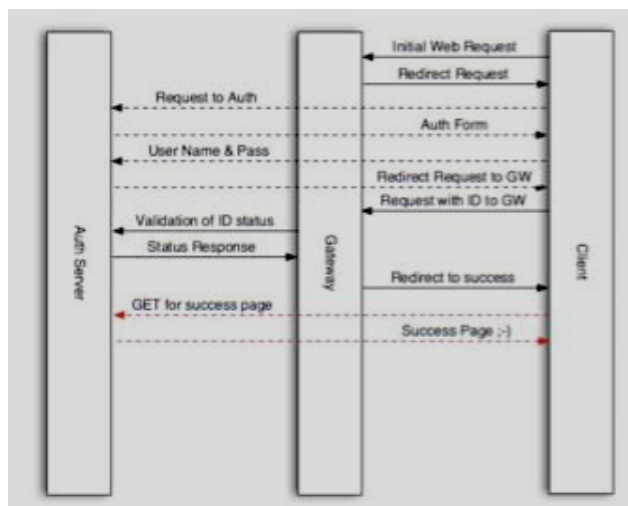 Initial Web Request
Redirect Request
Request to Auth
Auth Form
User Name & Pass
Redirect Request to GW
Request with ID to GW
Validation of ID status
Status Response
Auth Server
Gateway
Client
Redirect to success
GET for success page
Success Page ;-)